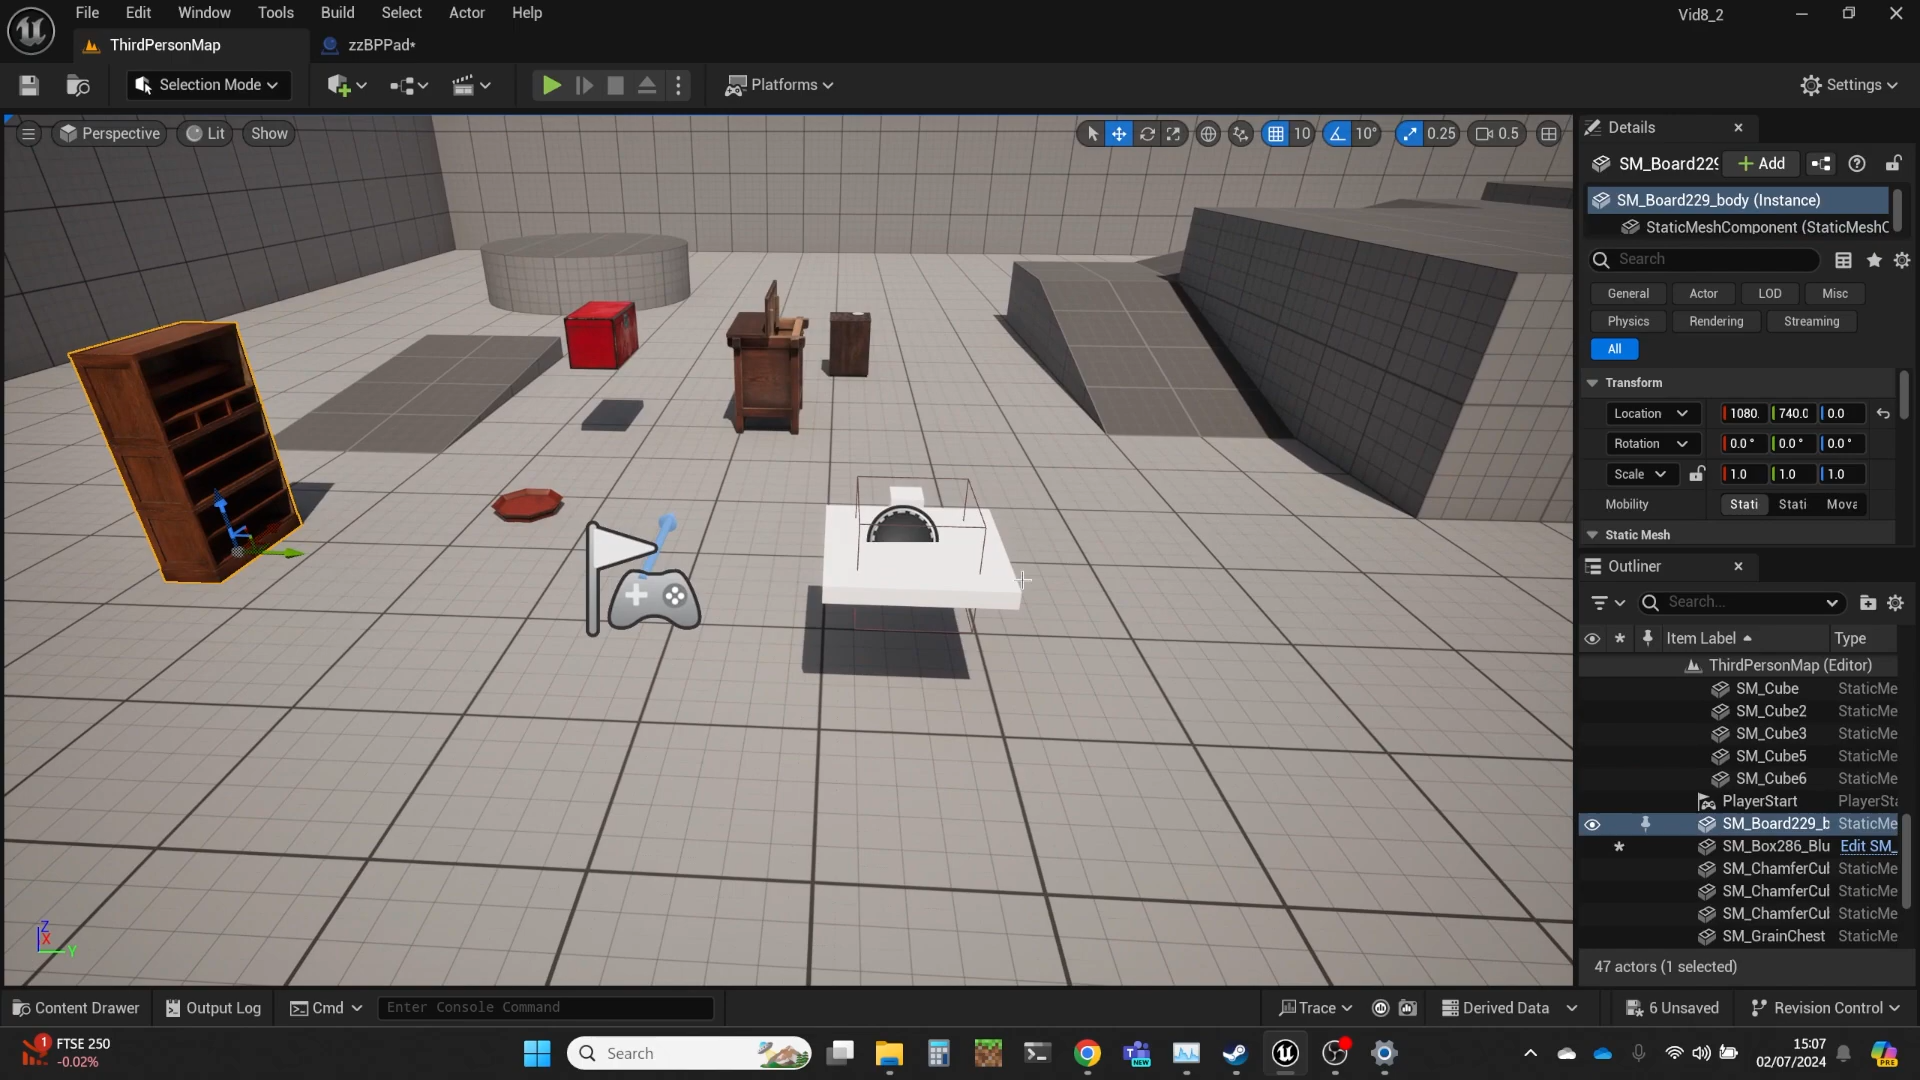 File Edit Window Tools Build Select Actor Help
Vid8_2
ThirdPersonMap
zzBPPad*
Selection Mode
Platforms
Settings
Perspective
Lit
Show
10
10°
0.25
0.5
Details
SM_Board229
Add
SM_Board229_body (Instance)
StaticMeshComponent (StaticMeshC
Search
General
Actor
LOD
Misc
Physics
Rendering
Streaming
All
Transform
Location
1080.
740.0
0.0
Rotation
0.0 °
0.0 °
0.0 °
Scale
1.0
1.0
1.0
Mobility
Stati
Stati
Mova
Static Mesh
Outliner
Search...
Item Label
Type
ThirdPersonMap (Editor)
SM_Cube StaticMe
SM_Cube2 StaticMe
SM_Cube3 StaticMe
SM_Cube5 StaticMe
SM_Cube6 StaticMe
PlayerStart PlayerSta
SM_Board229_b StaticMe
SM_Box286_Blu Edit SM_
SM_ChamferCul StaticMe
SM_ChamferCul StaticMe
SM_ChamferCul StaticMe
SM_GrainChest StaticMe
47 actors (1 selected)
Z
X
Y
Content Drawer
Output Log
Cmd
Enter Console Command
Trace
Derived Data
6 Unsaved
Revision Control
1
FTSE 250
-0.02%
Search
NEW
15:07
02/07/2024
PRE